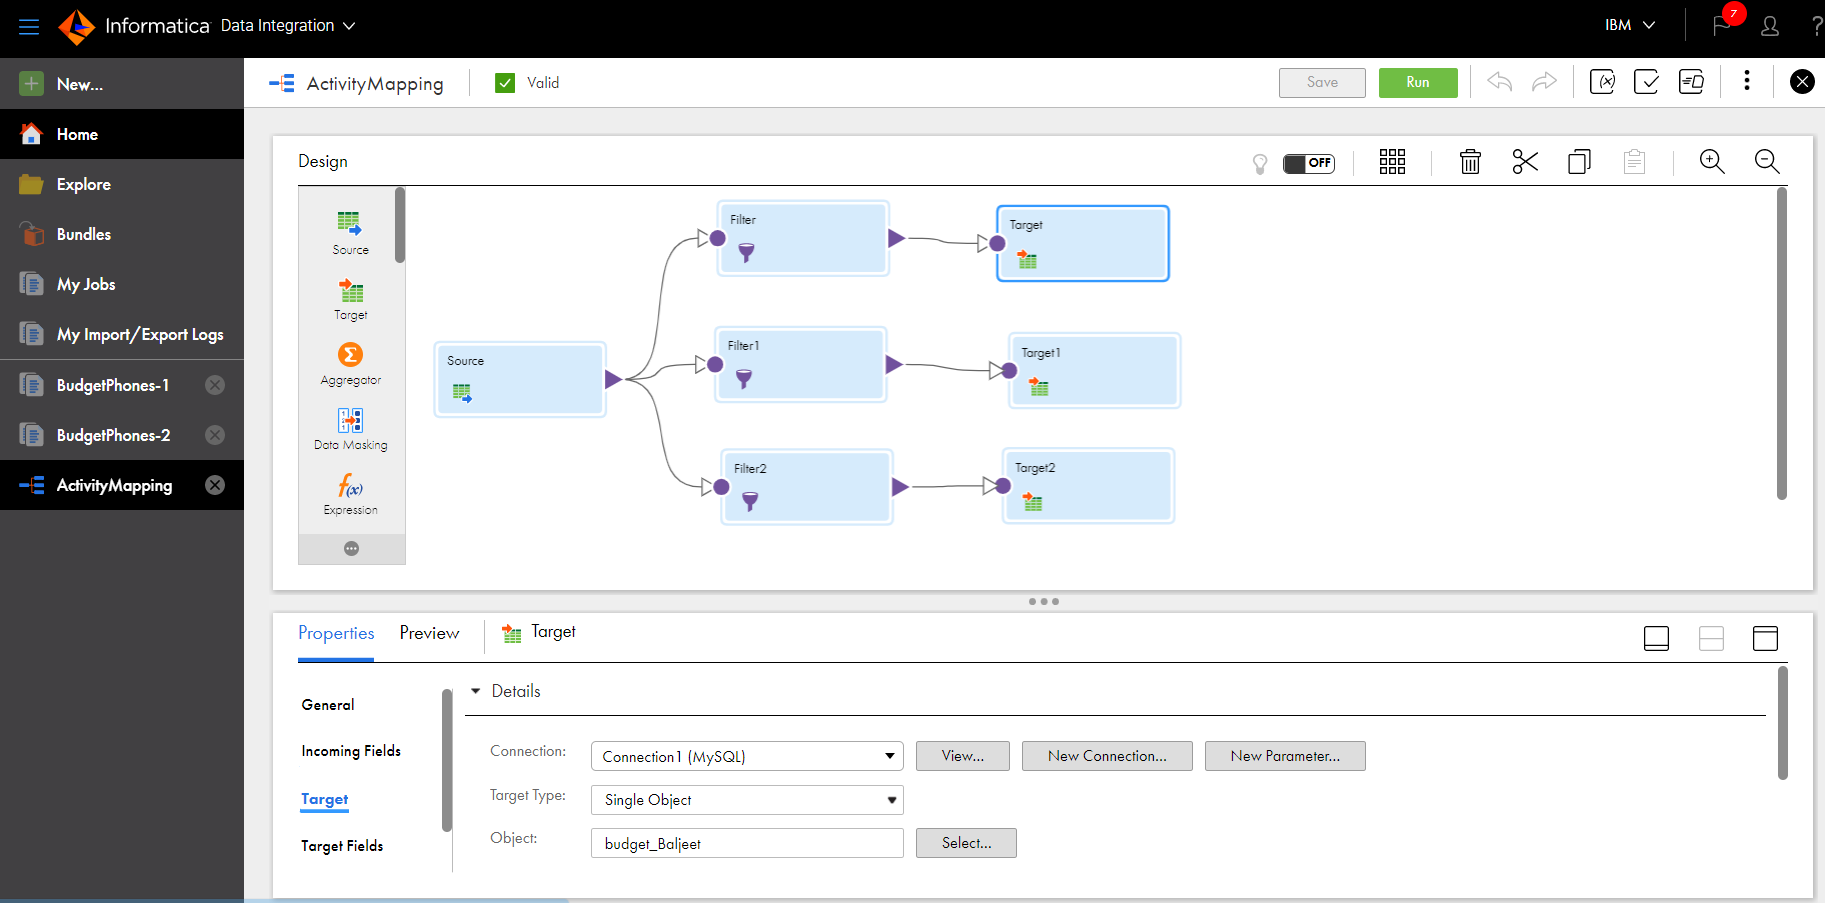 Informatica Data Integration
IBM
7
?
New...
Home
Explore
Bundles
My Jobs
My Import/Export Logs
BudgetPhones-1
BudgetPhones-2
ActivityMapping
ActivityMapping
Valid
Save
Run
Design
OFF
Source
Target
Aggregator
Data Masking
Expression
Source
Filter
Filter1
Filter2
Target
Target1
Target2
Properties
Preview
Target
General
Incoming Fields
Target
Target Fields
Details
Connection: Connection1 (MySQL) View... New Connection... New Parameter...
Target Type: Single Object
Object: budget_Baljeet Select...